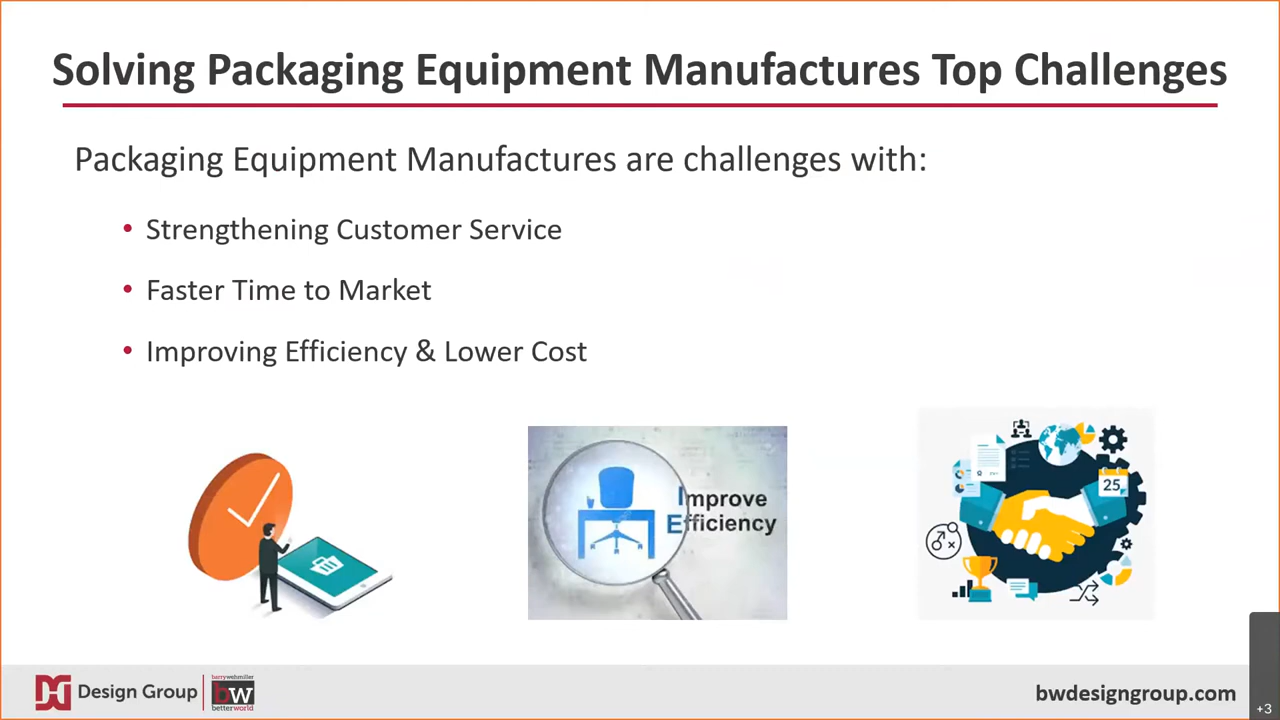 Solving Packaging Equipment Manufactures Top Challenges
Packaging Equipment Manufactures are challenges with:
• Strengthening Customer Service
• Faster Time to Market
• Improving Efficiency & Lower Cost
Improve
Efficiency
25
Design Group
barrywehmiller
bw
betterworld
bwdesigngroup.com
+3